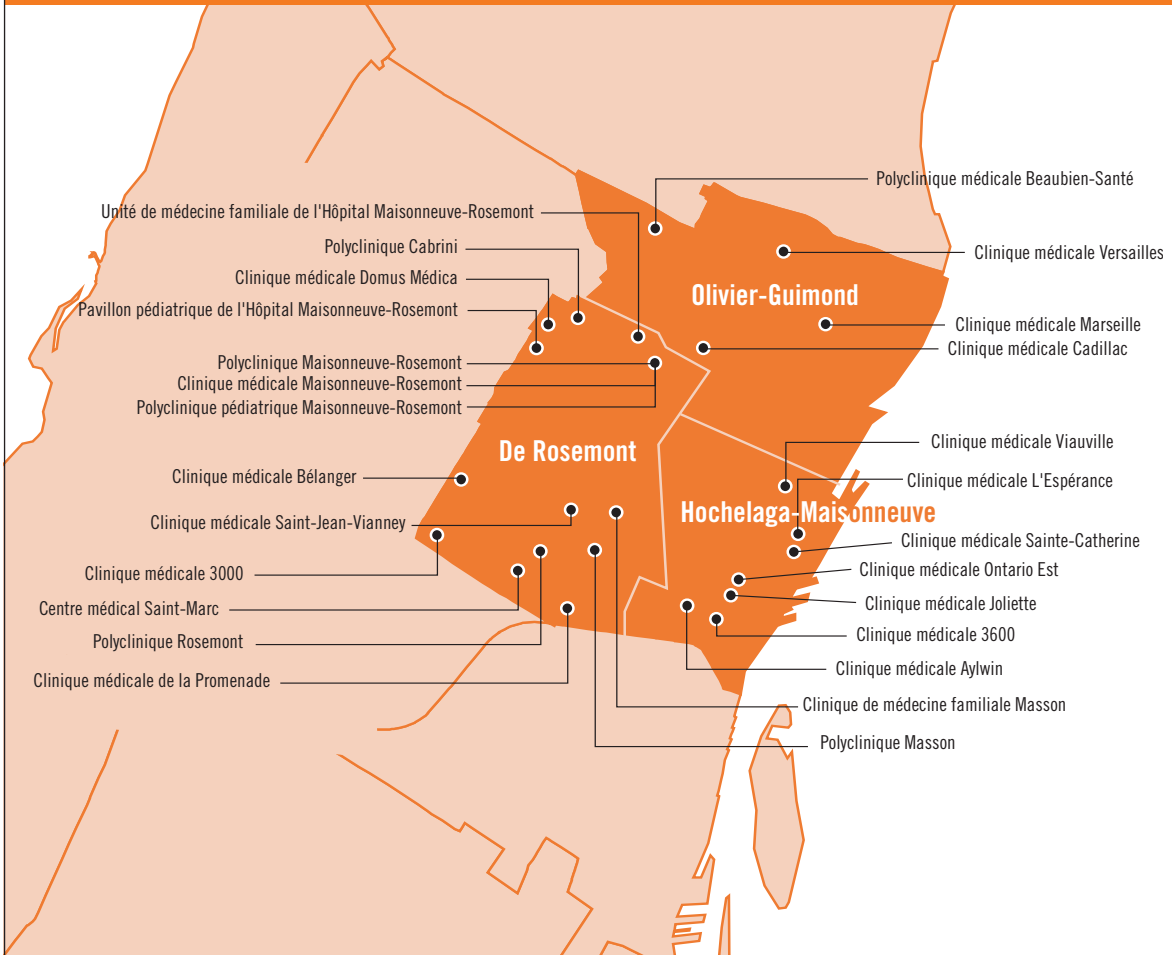 Polyclinique médicale Beaubien-Santé
Unité de médecine familiale de l'Hôpital Maisonneuve-Rosemont
Polyclinique Cabrini
Clinique médicale Versailles
Clinique médicale Domus Médica
Olivier-Guimond
Pavillon pédiatrique de l'Hôpital Maisonneuve-Rosemont
Clinique médicale Marseille
Clinique médicale Cadillac
Polyclinique Maisonneuve-Rosemont
Clinique médicale Maisonneuve-Rosemont
Polyclinique pédiatrique Maisonneuve-Rosemont
Clinique médicale Viauville
De Rosemont
Clinique médicale Bélanger
Clinique médicale L'Espérance
Hochelaga-Maisonneuve
Clinique médicale Saint-Jean-Vianney
Clinique médicale Sainte-Catherine
Clinique médicale Ontario Est
Clinique médicale 3000
Clinique médicale Joliette
Centre médical Saint-Marc
Clinique médicale 3600
Polyclinique Rosemont
Clinique médicale Aylwin
Clinique médicale de la Promenade
Clinique de médecine familiale Masson
Polyclinique Masson